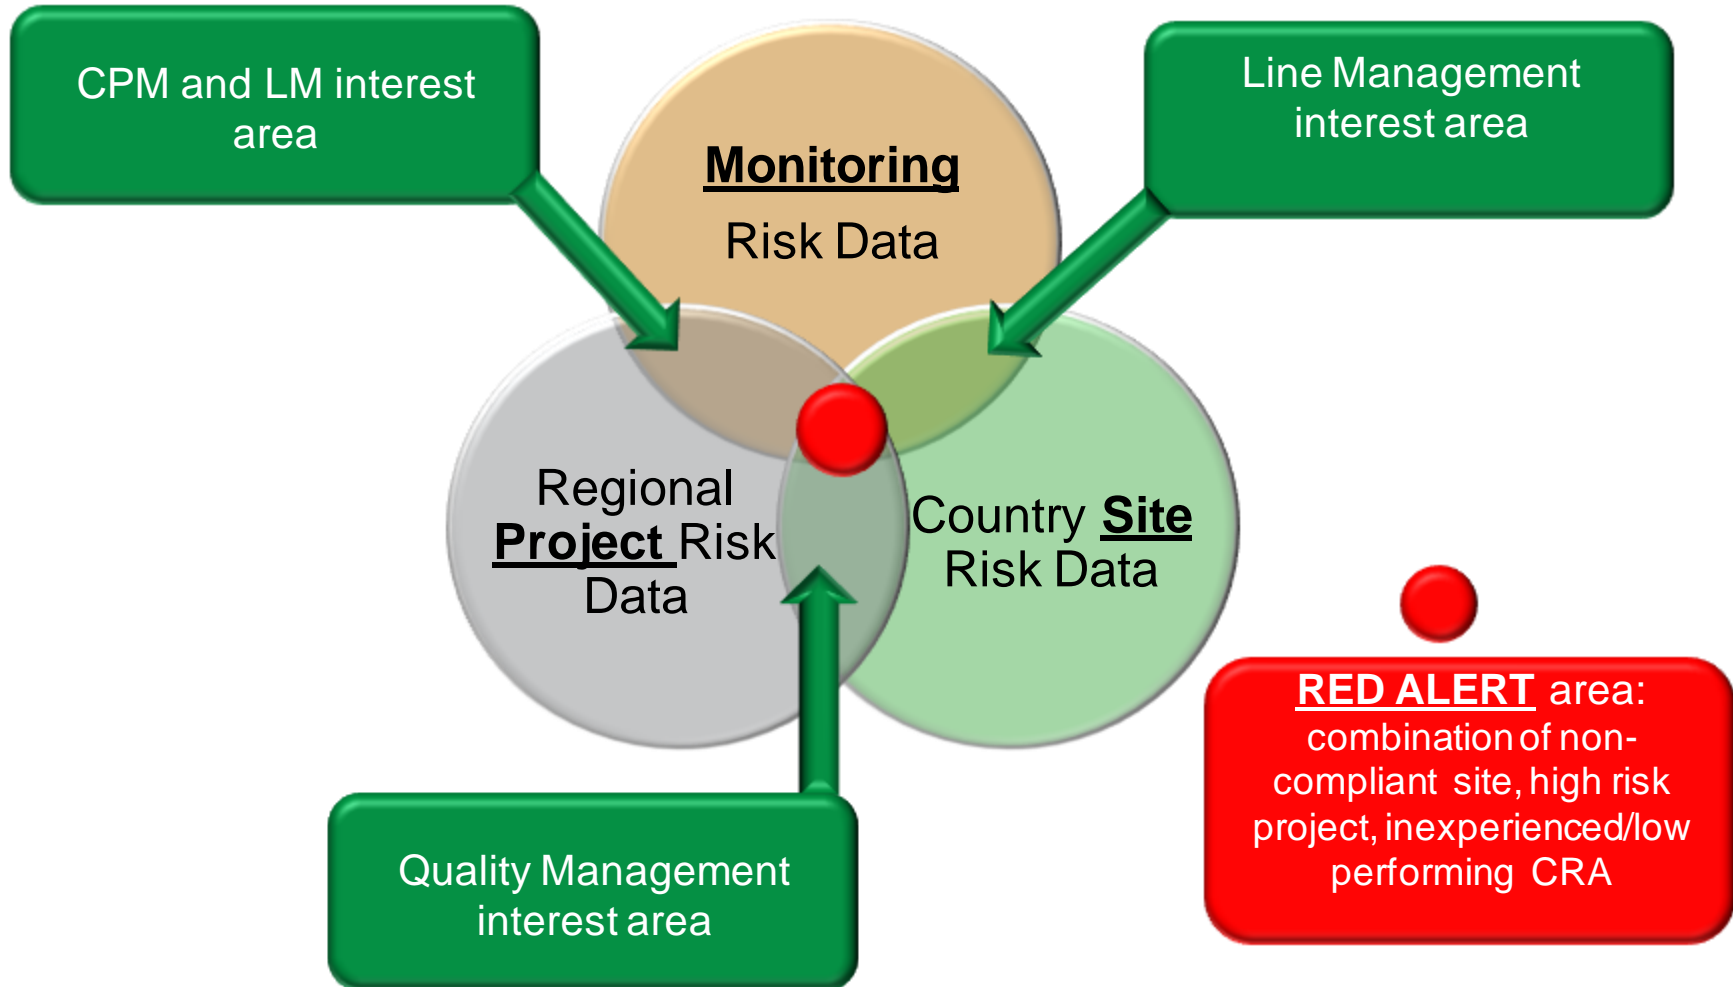 CPM and LM interest
area
Line Management
interest area
Monitoring
Risk Data
Regional
Project Risk
Data
Country Site
Risk Data
Quality Management
interest area
RED ALERT area:
combination of non-
compliant site, high risk
project, inexperienced/low
performing CRA